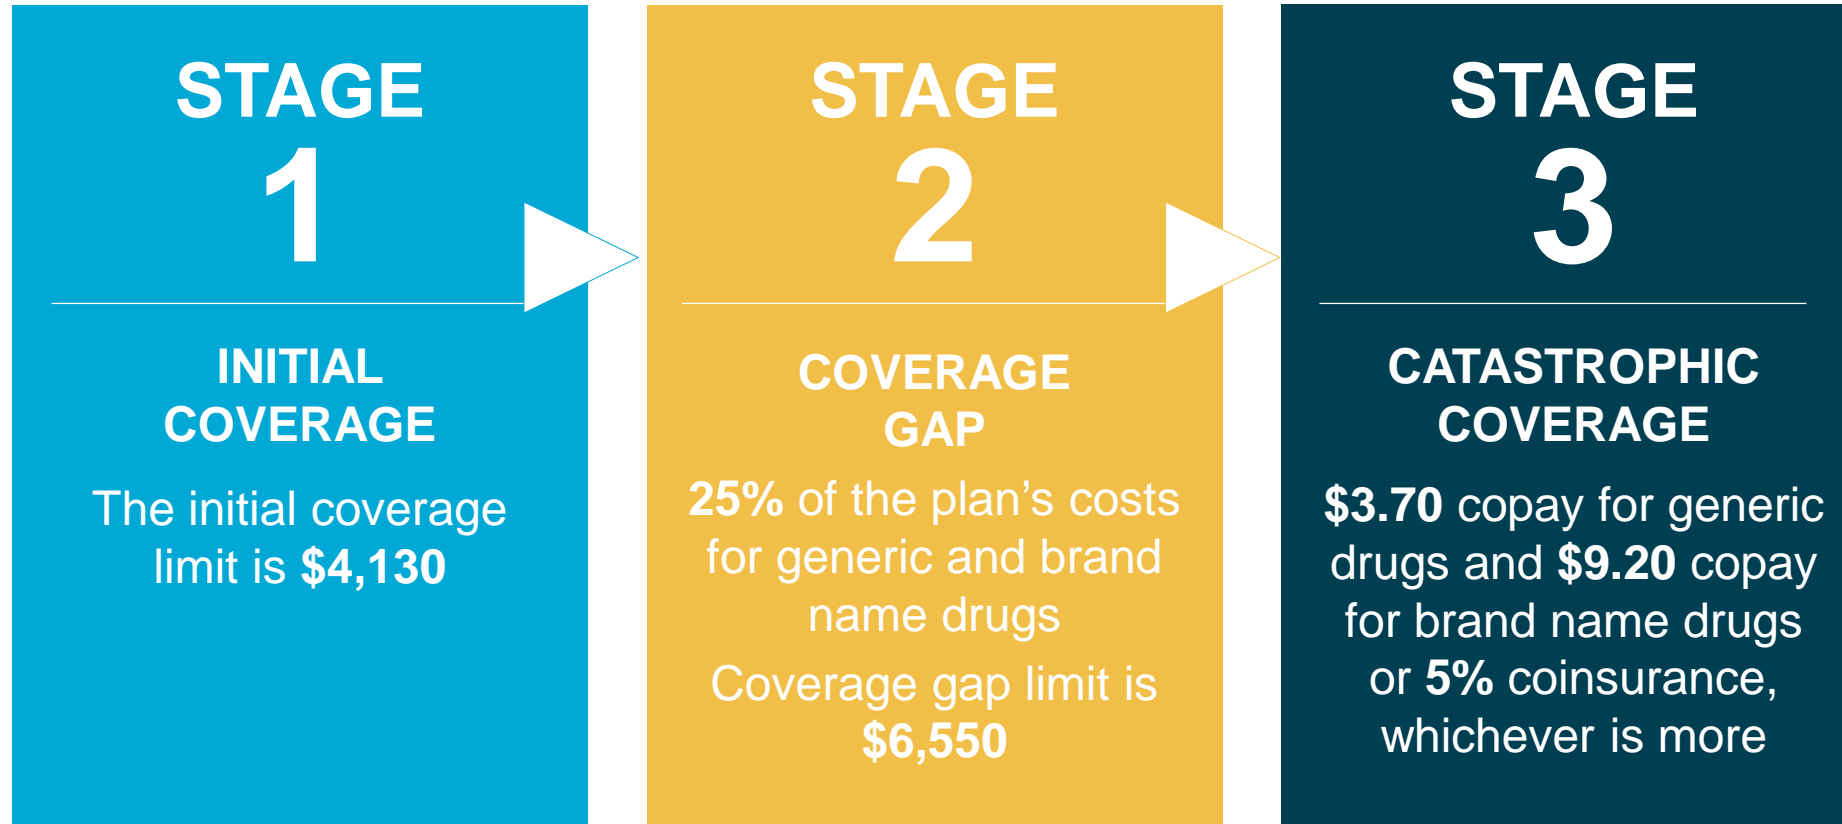 STAGE
1
INITIAL
COVERAGE
The initial coverage
limit is $4,130
STAGE
2
COVERAGE
GAP
25% of the plan’s costs
for generic and brand
name drugs
Coverage gap limit is
$6,550
STAGE
3
CATASTROPHIC
COVERAGE
$3.70 copay for generic
drugs and $9.20 copay
for brand name drugs
or 5% coinsurance,
whichever is more